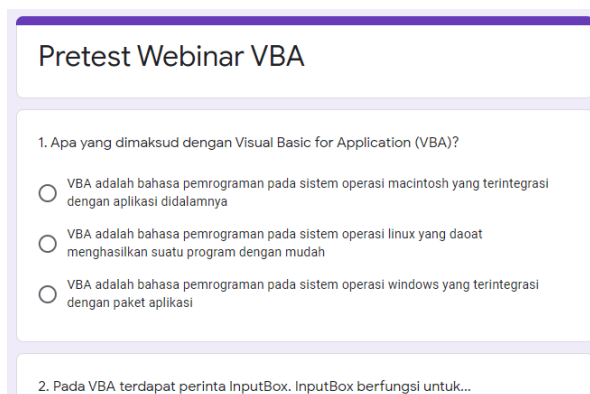 Pretest Webinar VBA
1. Apa yang dimaksud dengan Visual Basic for Application (VBA)?
VBA adalah bahasa pemrograman pada sistem operasi macintosh yang terintegrasi
dengan aplikasi didalamnya
VBA adalah bahasa pemrograman pada sistem operasi linux yang daoat
menghasilkan suatu program dengan mudah
VBA adalah bahasa pemrograman pada sistem operasi windows yang terintegrasi
dengan paket aplikasi
2. Pada VBA terdapat perinta InputBox. InputBox berfungsi untuk...